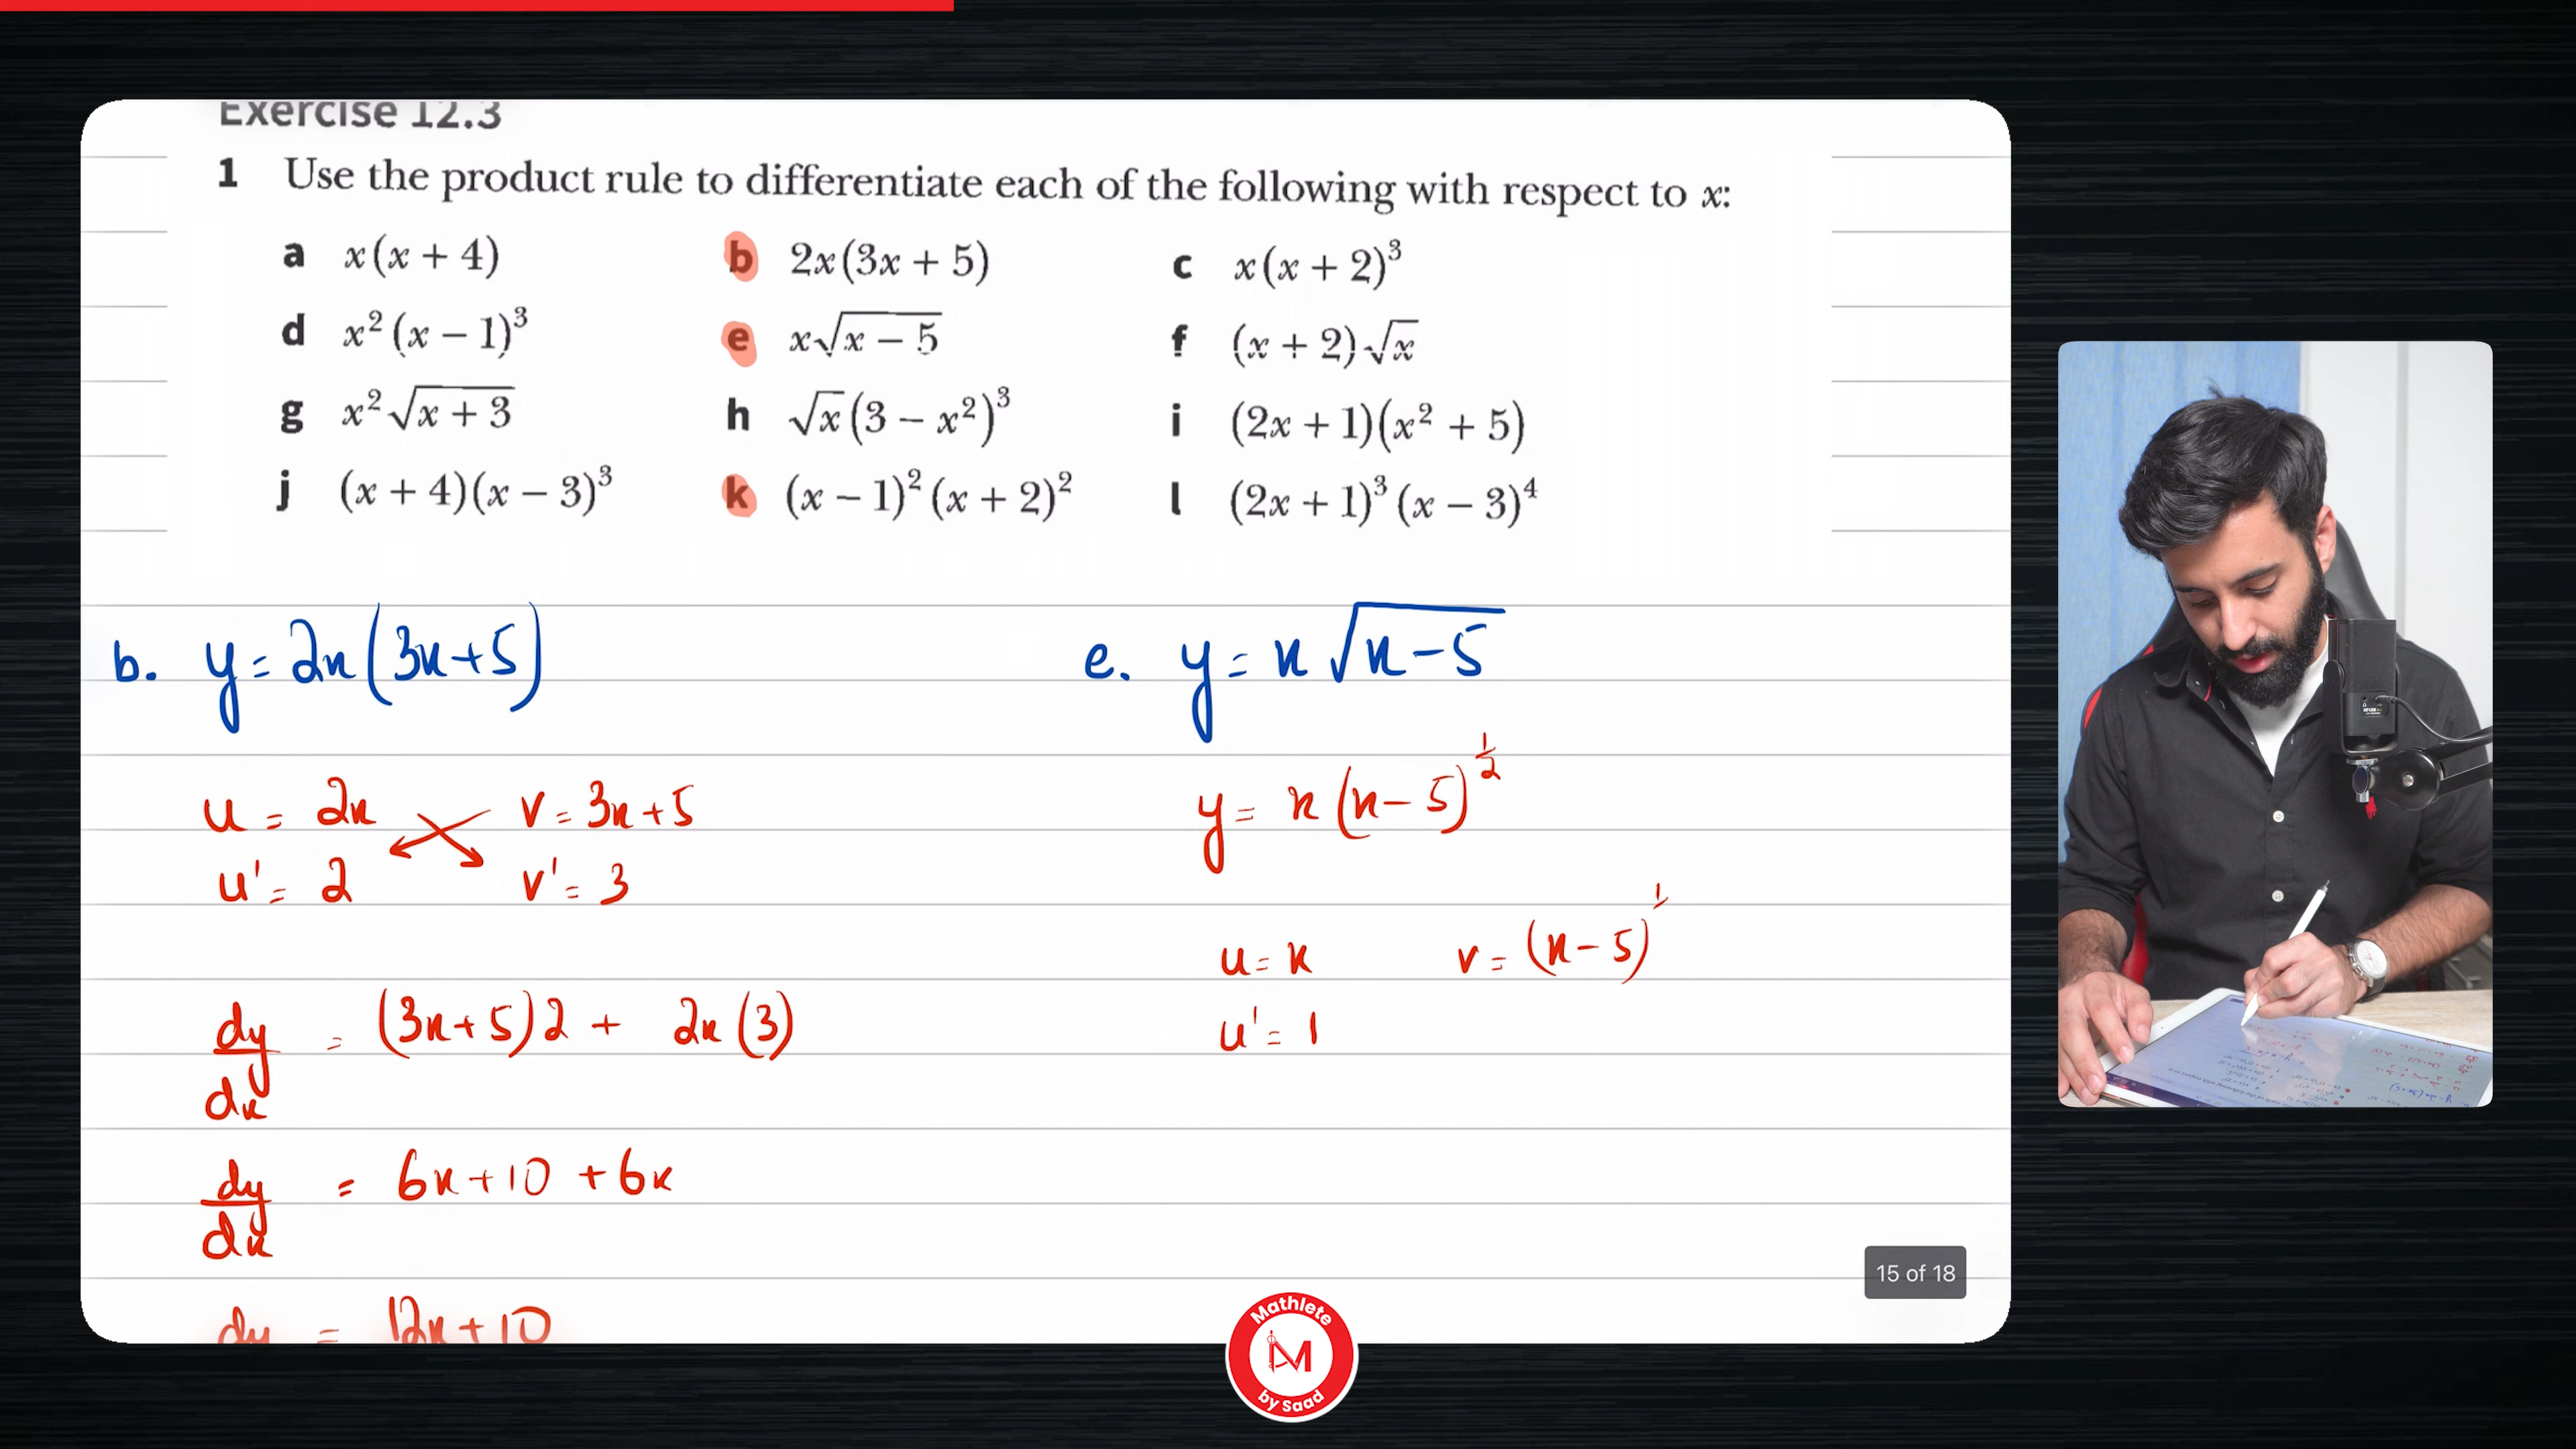 Exercise 12.3
1 Use the product rule to differentiate each of the following with respect to x:
a x(x + 4) b 2x(3x + 5) c x(x + 2)³
d x²(x − 1)³ e x√(x − 5) f (x + 2)√x
g x²√(x + 3) h √x(3 − x²)³ i (2x + 1)(x² + 5)
j (x + 4)(x − 3)³ k (x − 1)²(x + 2)² l (2x + 1)³(x − 3)⁴
b. y = 2x(3x+5)
u = 2x v = 3x+5
u' = 2 v' = 3
dy/dx = (3x+5)2 + 2x(3)
dy/dx = 6x+10 +6x
dy = 12x+10
e. y = x√(x−5)
y = x(x−5)^1/2
u = x v = (x−5)^1/
u' = 1
15 of 18
Mathlete
M
by Saad